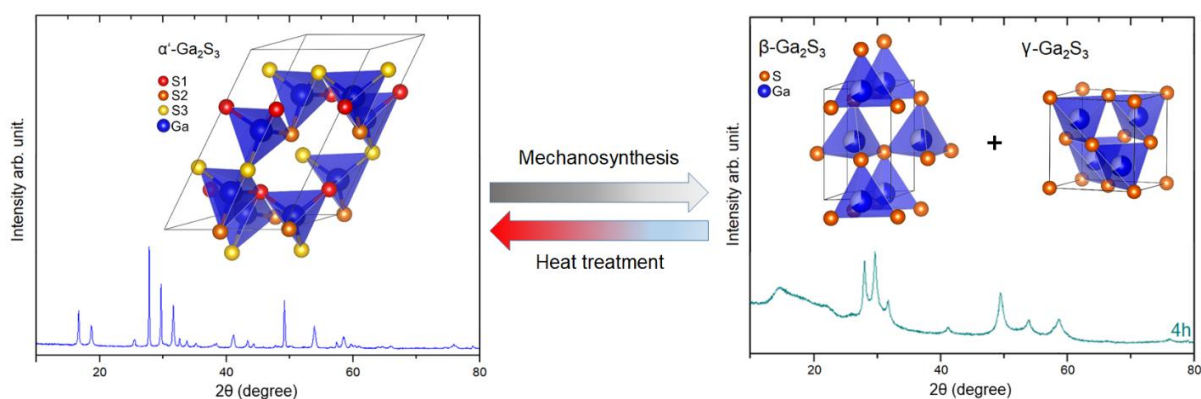 Intensity arb. unit.
α'-Ga₂S₃
S1
S2
S3
Ga
20 40 60 80
2θ (degree)
Mechanosynthesis
Heat treatment
Intensity arb. unit.
β-Ga₂S₃
S
Ga
+
γ-Ga₂S₃
4h
20 40 60 80
2θ (degree)